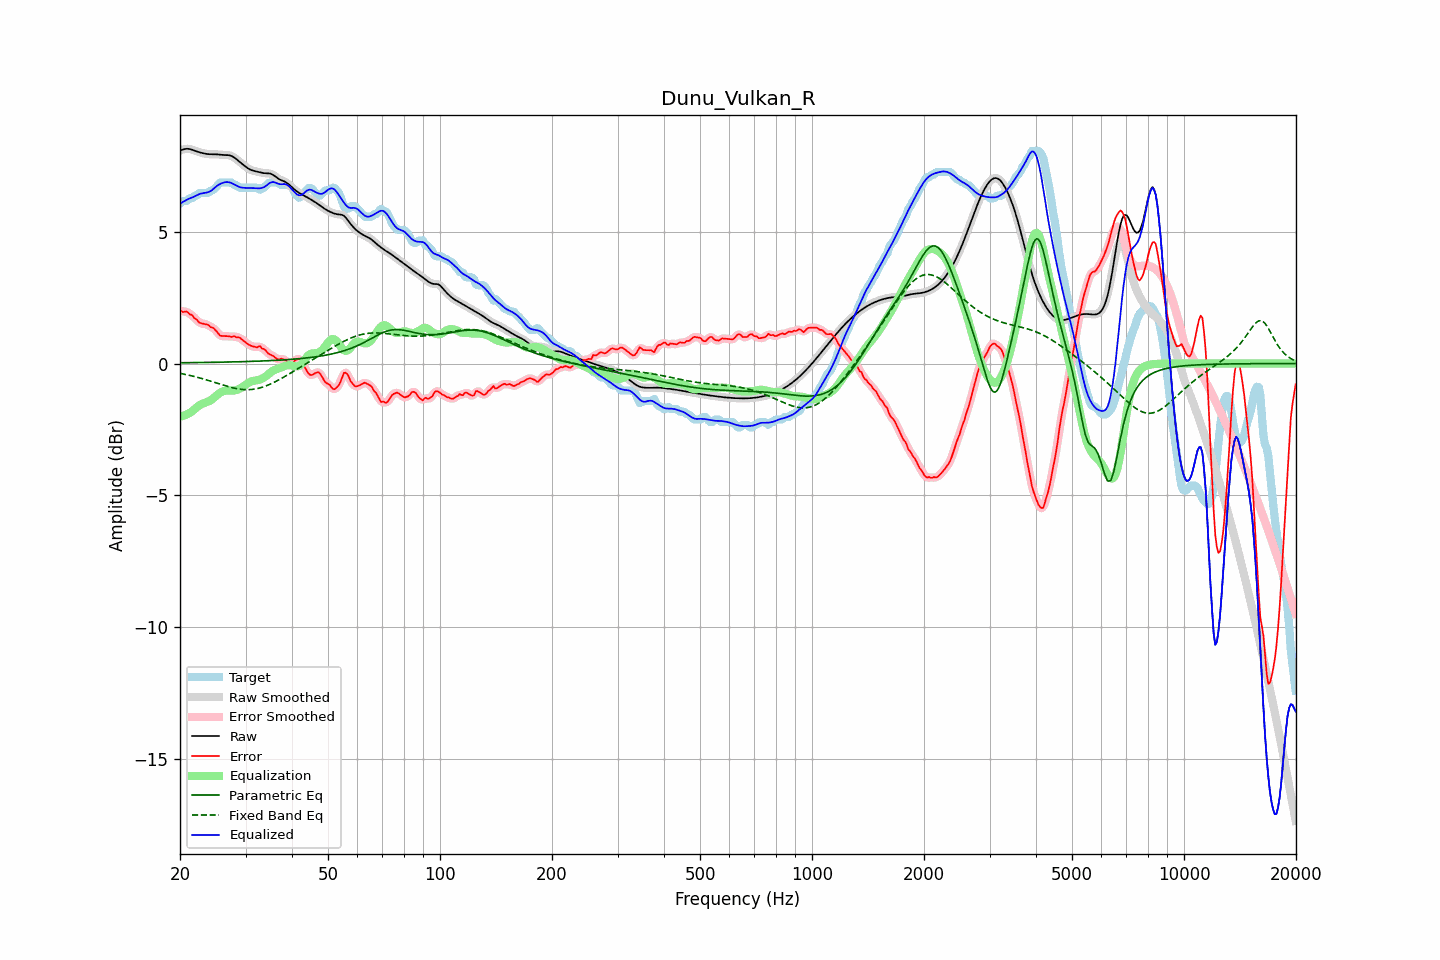 Dunu_Vulkan_R
Amplitude (dBr)
5
0
−5
−10
−15
Target
Raw Smoothed
Error Smoothed
Raw
Error
Equalization
Parametric Eq
Fixed Band Eq
Equalized
20 50 100 200 500 1000 2000 5000 10000 20000
Frequency (Hz)